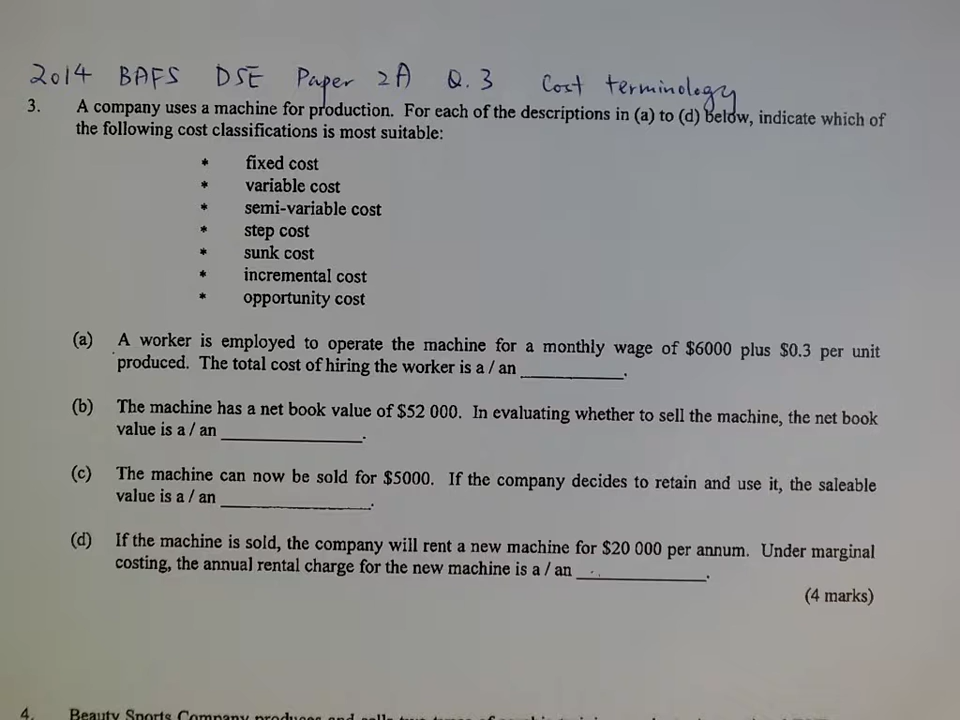 2014 BAFS DSE Paper 2A Q.3 Cost terminology
3. A company uses a machine for production. For each of the descriptions in (a) to (d) below, indicate which of
the following cost classifications is most suitable:
* fixed cost
* variable cost
* semi-variable cost
* step cost
* sunk cost
* incremental cost
* opportunity cost
(a) A worker is employed to operate the machine for a monthly wage of $6000 plus $0.3 per unit
produced. The total cost of hiring the worker is a / an ____________.
(b) The machine has a net book value of $52 000. In evaluating whether to sell the machine, the net book
value is a / an ________________.
(c) The machine can now be sold for $5000. If the company decides to retain and use it, the saleable
value is a / an ________________.
(d) If the machine is sold, the company will rent a new machine for $20 000 per annum. Under marginal
costing, the annual rental charge for the new machine is a / an ______________.
(4 marks)
4. Beauty Sports Company produces and sells two types of